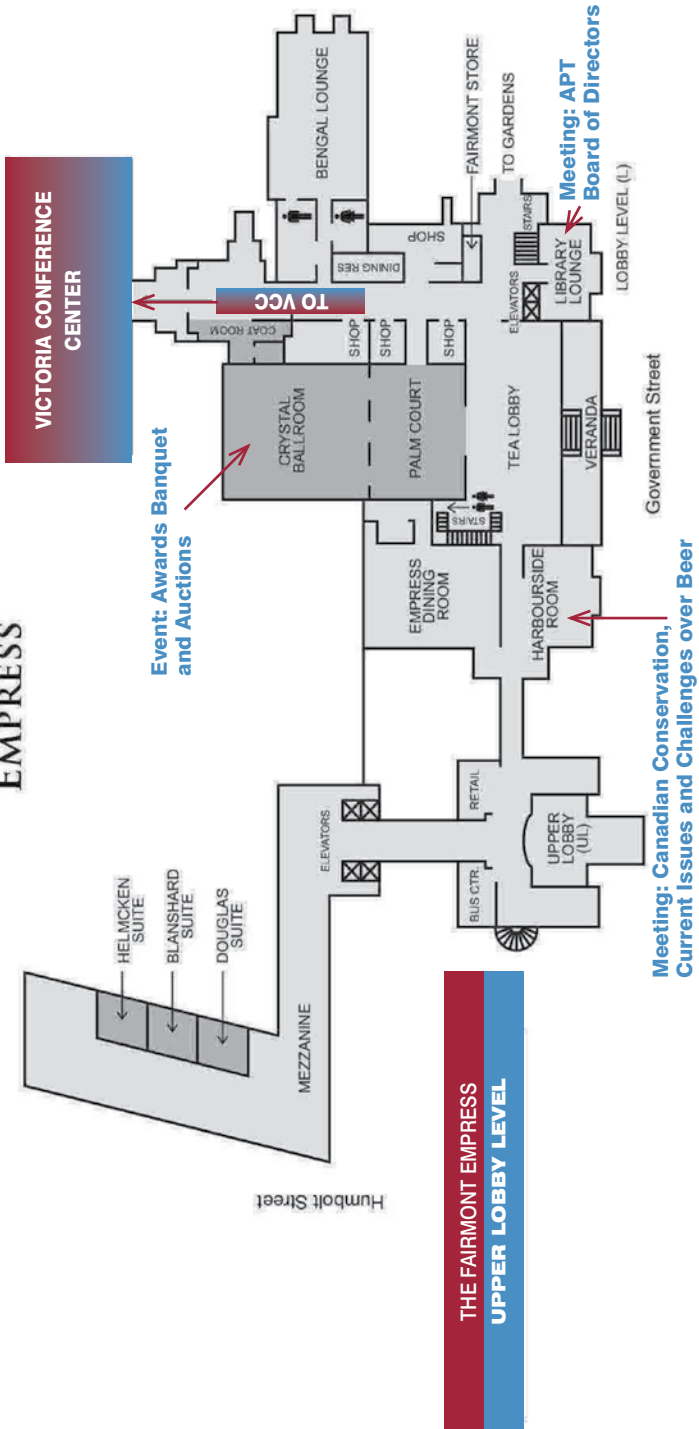 EMPRESS
VICTORIA CONFERENCE
CENTER
TO VCC
Event: Awards Banquet
and Auctions
HELMCKEN
SUITE
BLANSHARD
SUITE
DOUGLAS
SUITE
MEZZANINE
ELEVATORS
Humbolt Street
COAT ROOM
CRYSTAL
BALLROOM
PALM COURT
SHOP
SHOP
SHOP
BENGAL LOUNGE
DINING RES
SHOP
FAIRMONT STORE
TO GARDENS
STAIRS
ELEVATORS
LIBRARY
LOUNGE
LOBBY LEVEL (L)
Meeting: APT
Board of Directors
EMPRESS
DINING
ROOM
STAIRS
TEA LOBBY
VERANDA
Government Street
HARBOURSIDE
ROOM
RETAIL
BUS CTR.
UPPER
LOBBY
(UL)
Meeting: Canadian Conservation,
Current Issues and Challenges over Beer
THE FAIRMONT EMPRESS
UPPER LOBBY LEVEL